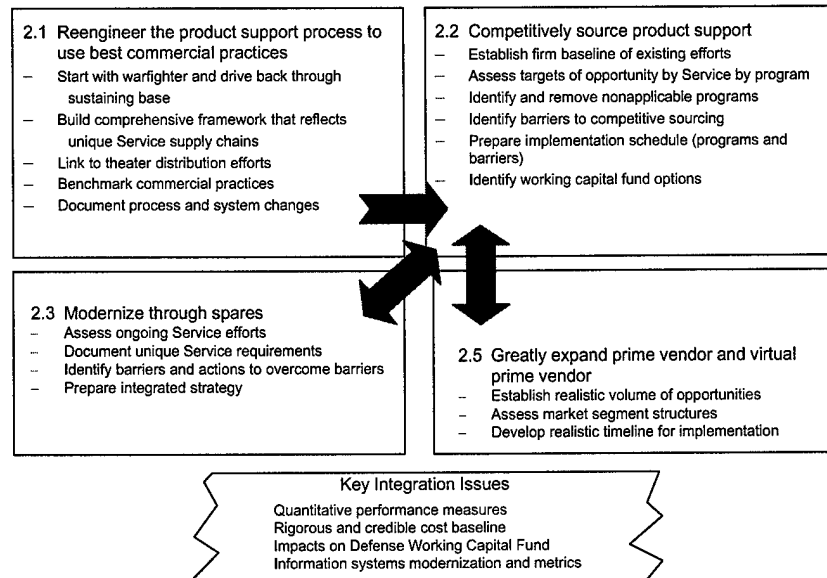 2.1 Reengineer the product support process to
use best commercial practices
– Start with warfighter and drive back through
sustaining base
– Build comprehensive framework that reflects
unique Service supply chains
– Link to theater distribution efforts
– Benchmark commercial practices
– Document process and system changes
2.2 Competitively source product support
– Establish firm baseline of existing efforts
– Assess targets of opportunity by Service by program
– Identify and remove nonapplicable programs
– Identify barriers to competitive sourcing
– Prepare implementation schedule (programs and
barriers)
– Identify working capital fund options
2.3 Modernize through spares
– Assess ongoing Service efforts
– Document unique Service requirements
– Identify barriers and actions to overcome barriers
– Prepare integrated strategy
2.5 Greatly expand prime vendor and virtual
prime vendor
– Establish realistic volume of opportunities
– Assess market segment structures
– Develop realistic timeline for implementation
Key Integration Issues
Quantitative performance measures
Rigorous and credible cost baseline
Impacts on Defense Working Capital Fund
Information systems modernization and metrics